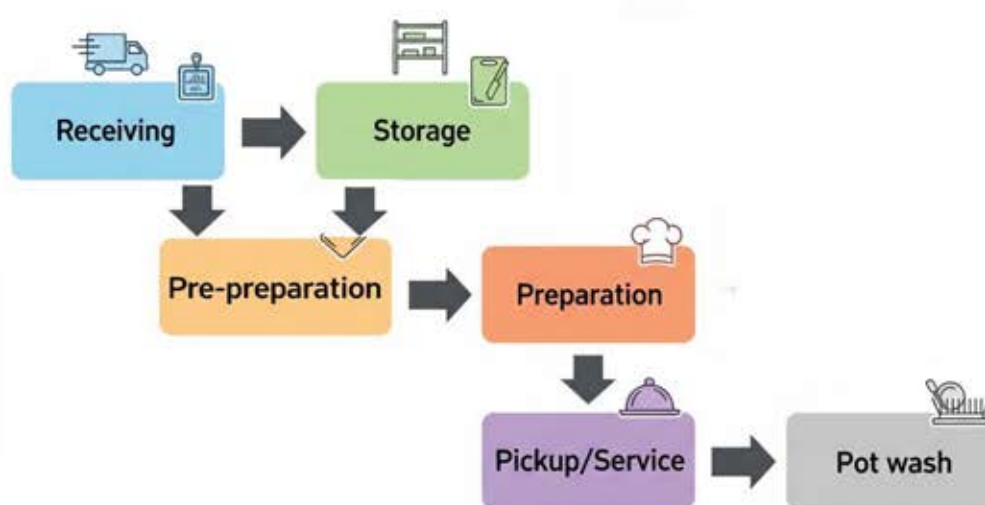 Receiving
Storage
Pre-preparation
Preparation
Pickup/Service
Pot wash